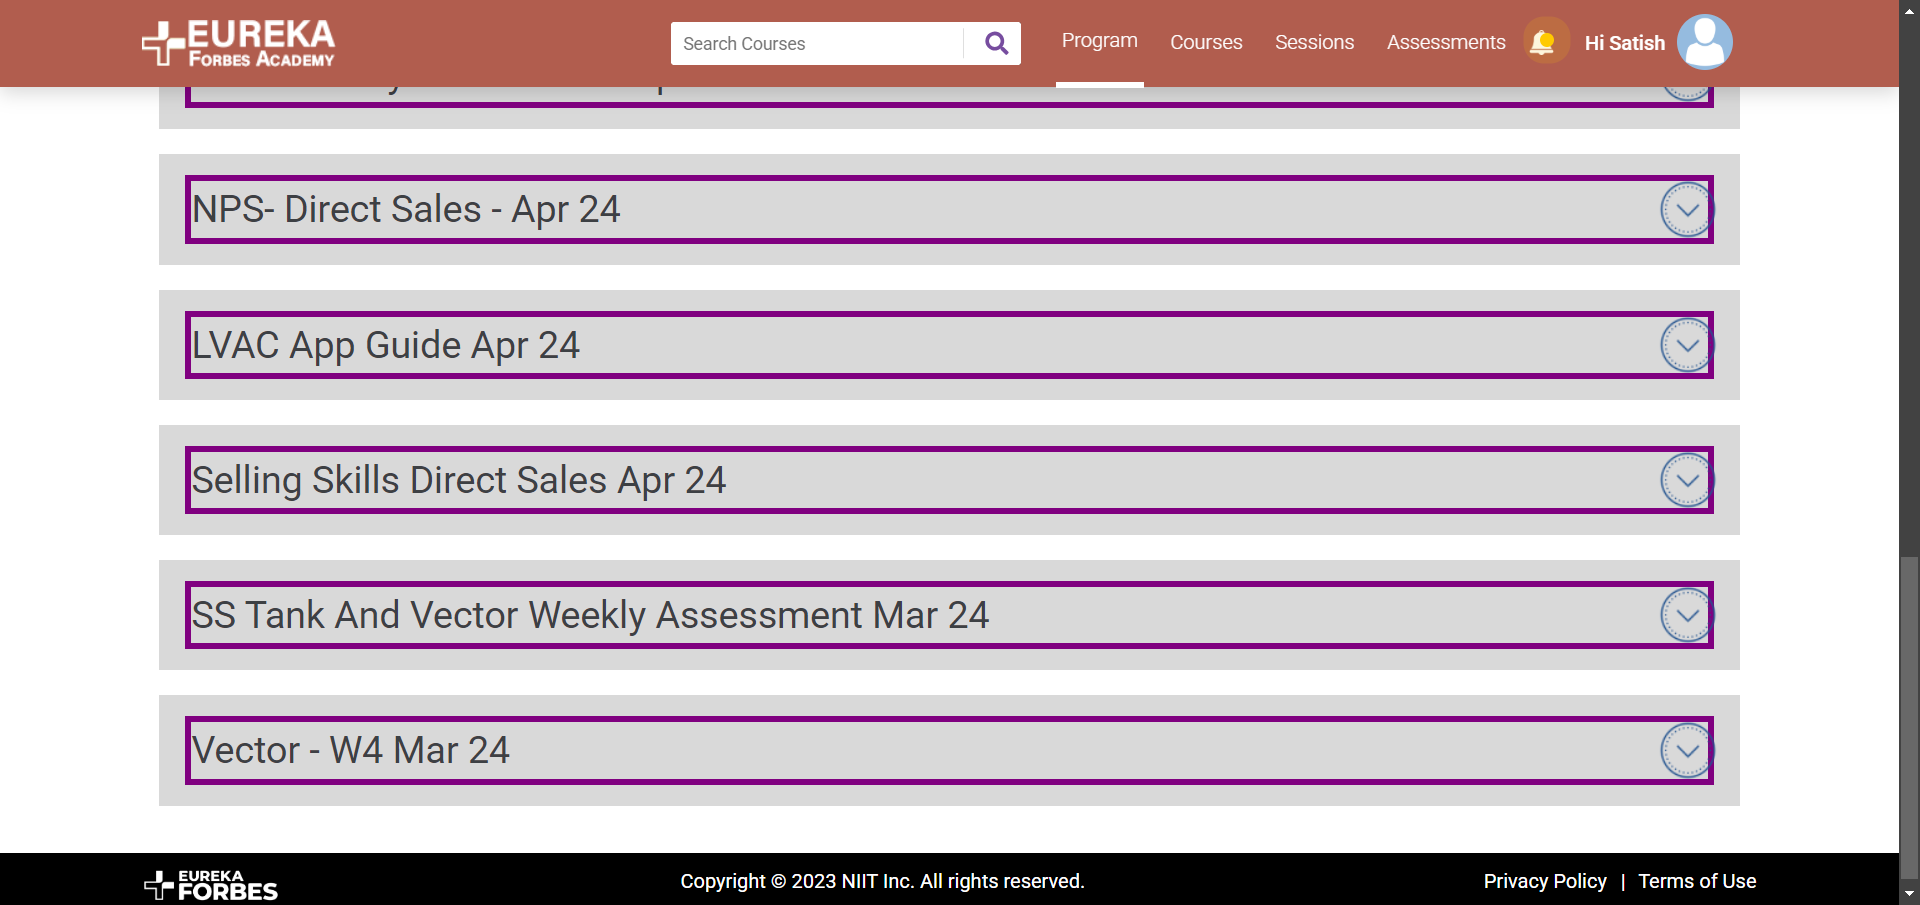 EUREKA
FORBES ACADEMY
Search Courses
Program
Courses
Sessions
Assessments
Hi Satish
NPS- Direct Sales - Apr 24
LVAC App Guide Apr 24
Selling Skills Direct Sales Apr 24
SS Tank And Vector Weekly Assessment Mar 24
Vector - W4 Mar 24
EUREKA
FORBES
Copyright © 2023 NIIT Inc. All rights reserved.
Privacy Policy | Terms of Use